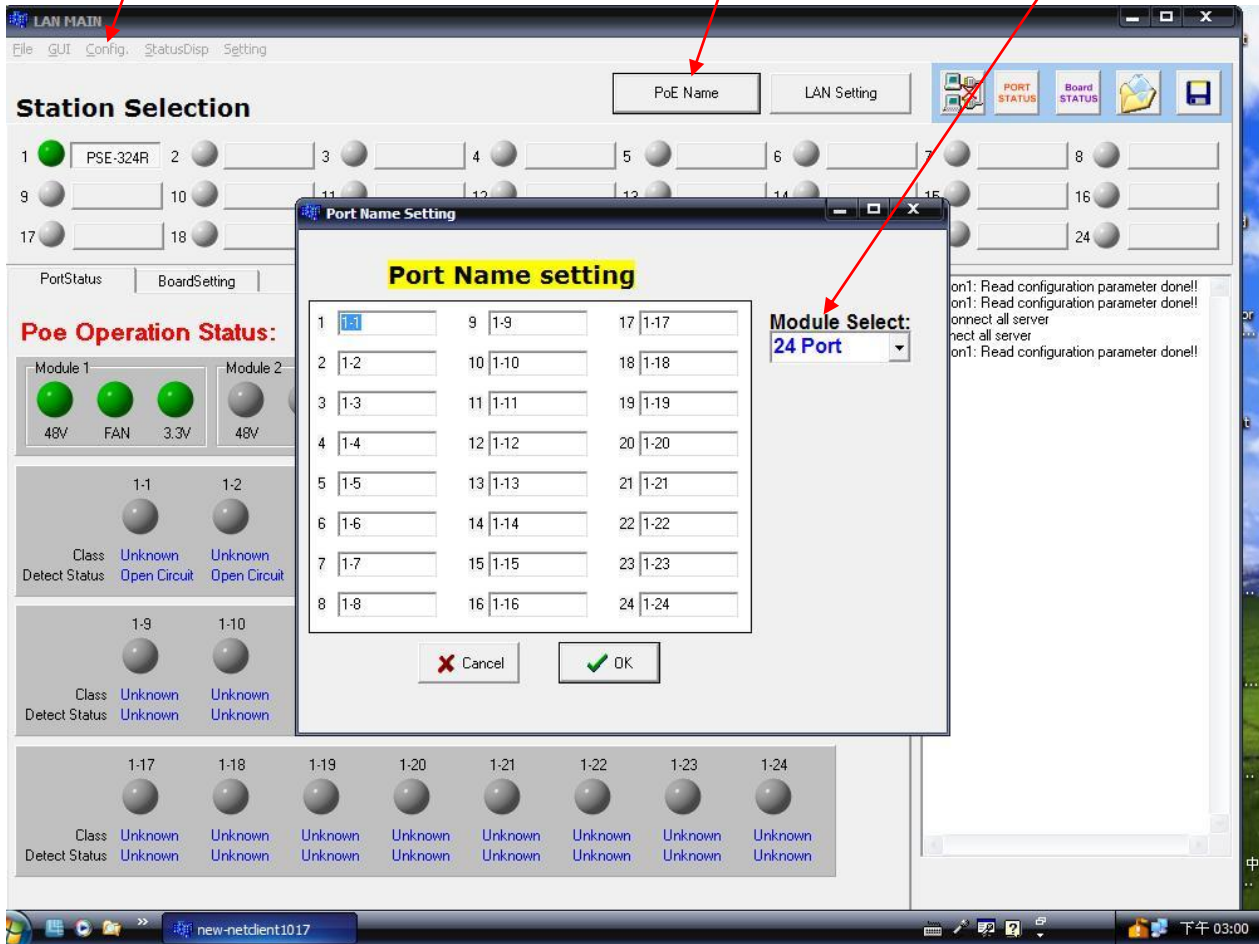 LAN MAIN
File GUI Config. StatusDisp Setting
Station Selection
PoE Name LAN Setting PORT STATUS Board STATUS
1 PSE-324R 2 3 4 5 6 7 8
9 10 11 12 13 14 15 16
17 18 24
Port Name Setting
Port Name setting
1 1-1 9 1-9 17 1-17
2 1-2 10 1-10 18 1-18
3 1-3 11 1-11 19 1-19
4 1-4 12 1-12 20 1-20
5 1-5 13 1-13 21 1-21
6 1-6 14 1-14 22 1-22
7 1-7 15 1-15 23 1-23
8 1-8 16 1-16 24 1-24
Module Select:
24 Port
Cancel OK
PortStatus BoardSetting
Poe Operation Status:
Module 1 Module 2
48V FAN 3.3V 48V
1-1 1-2
Class Unknown Unknown
Detect Status Open Circuit Open Circuit
1-9 1-10
Class Unknown Unknown
Detect Status Unknown Unknown
1-17 1-18 1-19 1-20 1-21 1-22 1-23 1-24
Class Unknown Unknown Unknown Unknown Unknown Unknown Unknown Unknown
Detect Status Unknown Unknown Unknown Unknown Unknown Unknown Unknown Unknown
on1: Read configuration parameter done!!
on1: Read configuration parameter done!!
onnect all server
nect all server
on1: Read configuration parameter done!!
中
new-netclient1017
下午 03:00